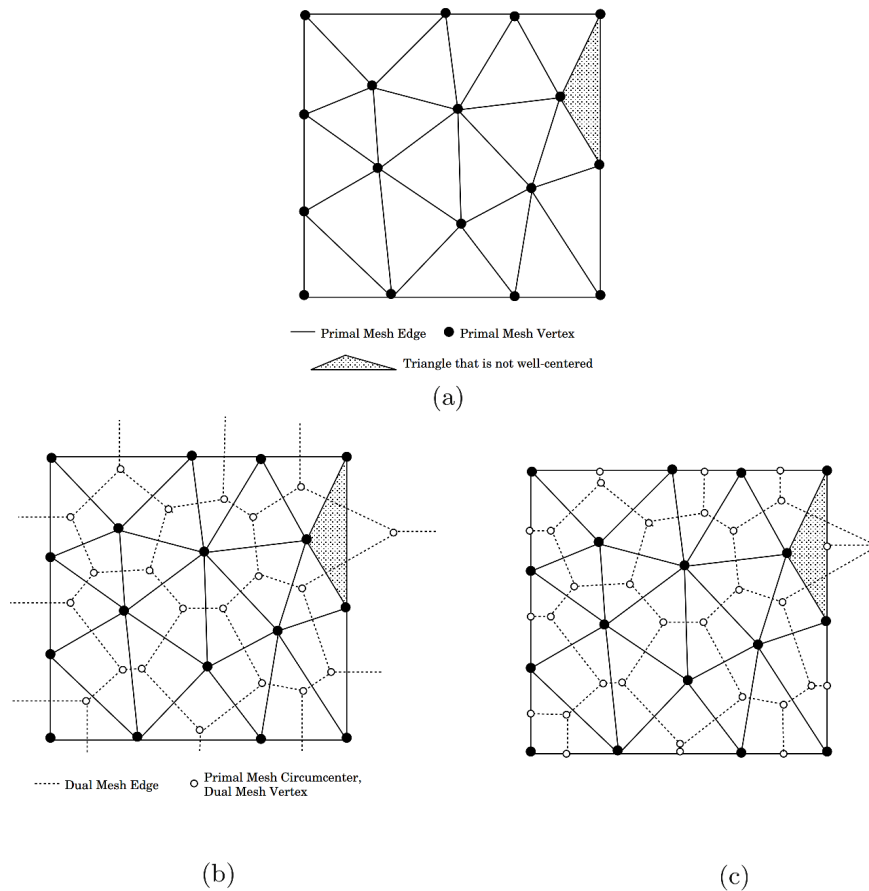 Primal Mesh Edge
Primal Mesh Vertex
Triangle that is not well-centered
(a)
Dual Mesh Edge
Primal Mesh Circumcenter,
Dual Mesh Vertex
(b)
(c)